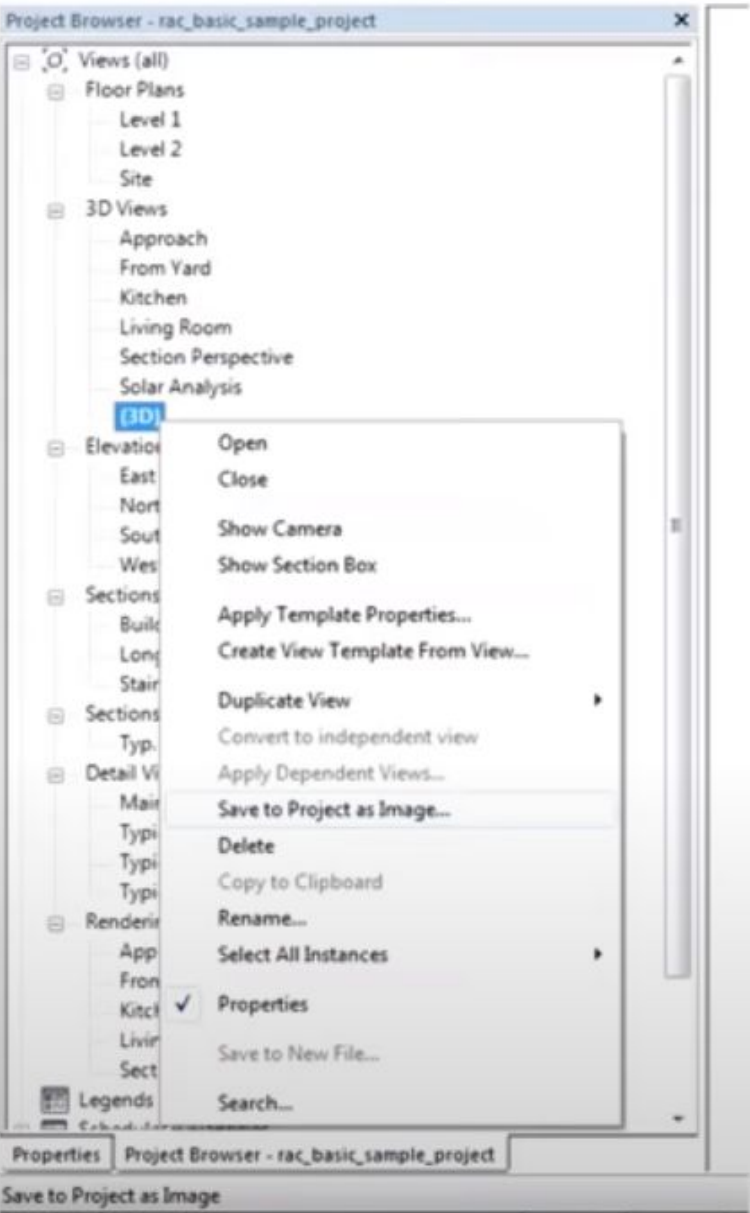 Project Browser - rac_basic_sample_project
Views (all)
Floor Plans
Level 1
Level 2
Site
3D Views
Approach
From Yard
Kitchen
Living Room
Section Perspective
Solar Analysis
{3D}
Open
Close
Show Camera
Show Section Box
Apply Template Properties...
Create View Template From View...
Duplicate View
Convert to independent view
Apply Dependent Views...
Save to Project as Image...
Delete
Copy to Clipboard
Rename...
Select All Instances
Properties
Save to New File...
Search...
East
Sections
Sections
Typ.
Legends
Properties
Project Browser - rac_basic_sample_project
Save to Project as Image